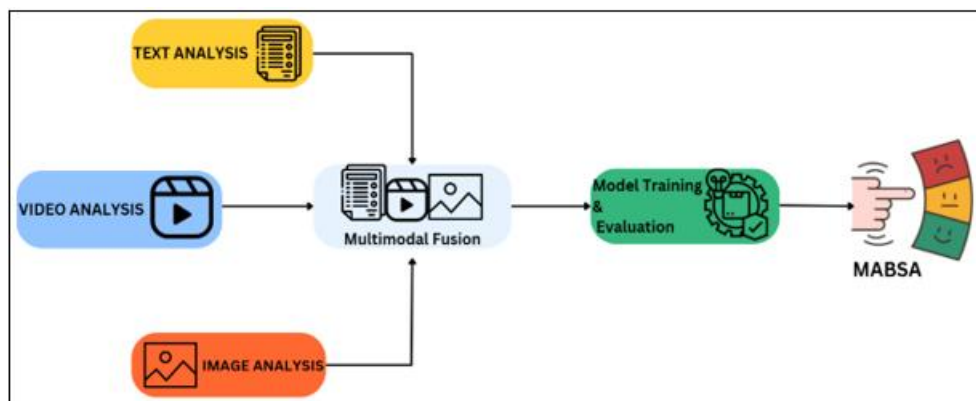 TEXT ANALYSIS
VIDEO ANALYSIS
Multimodal Fusion
IMAGE ANALYSIS
Model Training
&
Evaluation
MABSA